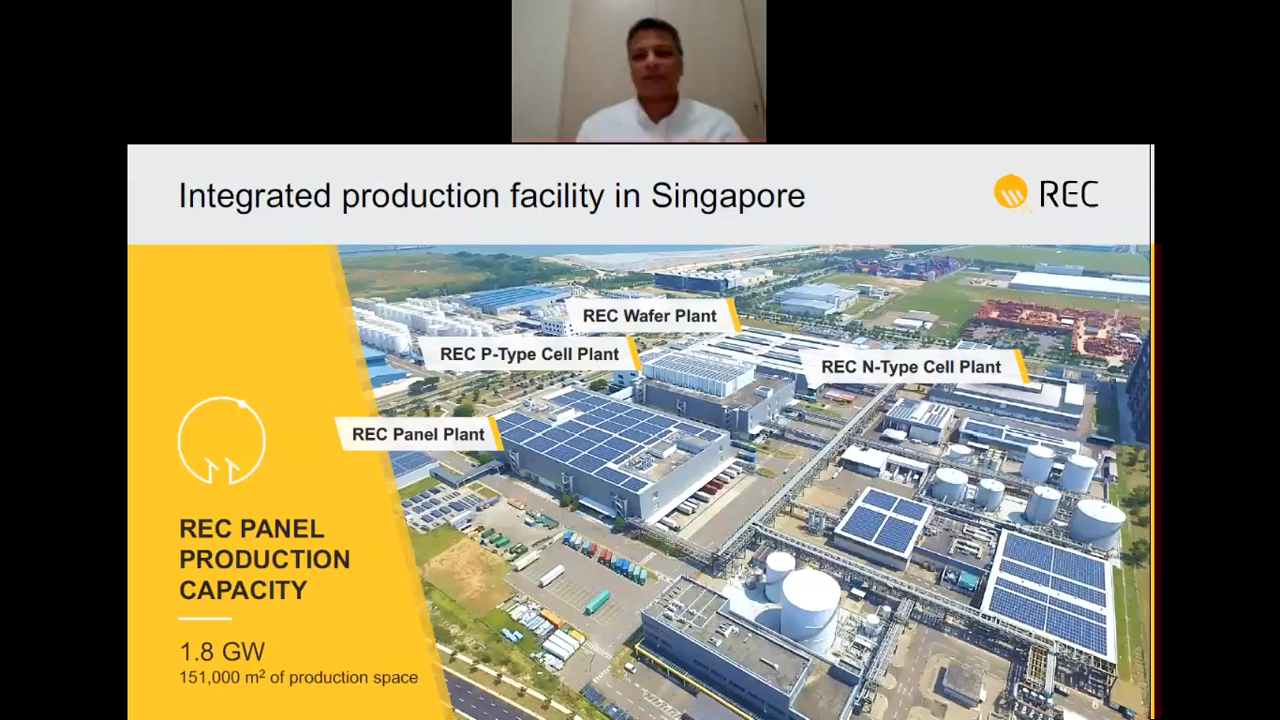 Integrated production facility in Singapore
REC
REC Wafer Plant
REC P-Type Cell Plant
REC N-Type Cell Plant
REC Panel Plant
REC PANEL
PRODUCTION
CAPACITY
1.8 GW
151,000 m² of production space
6